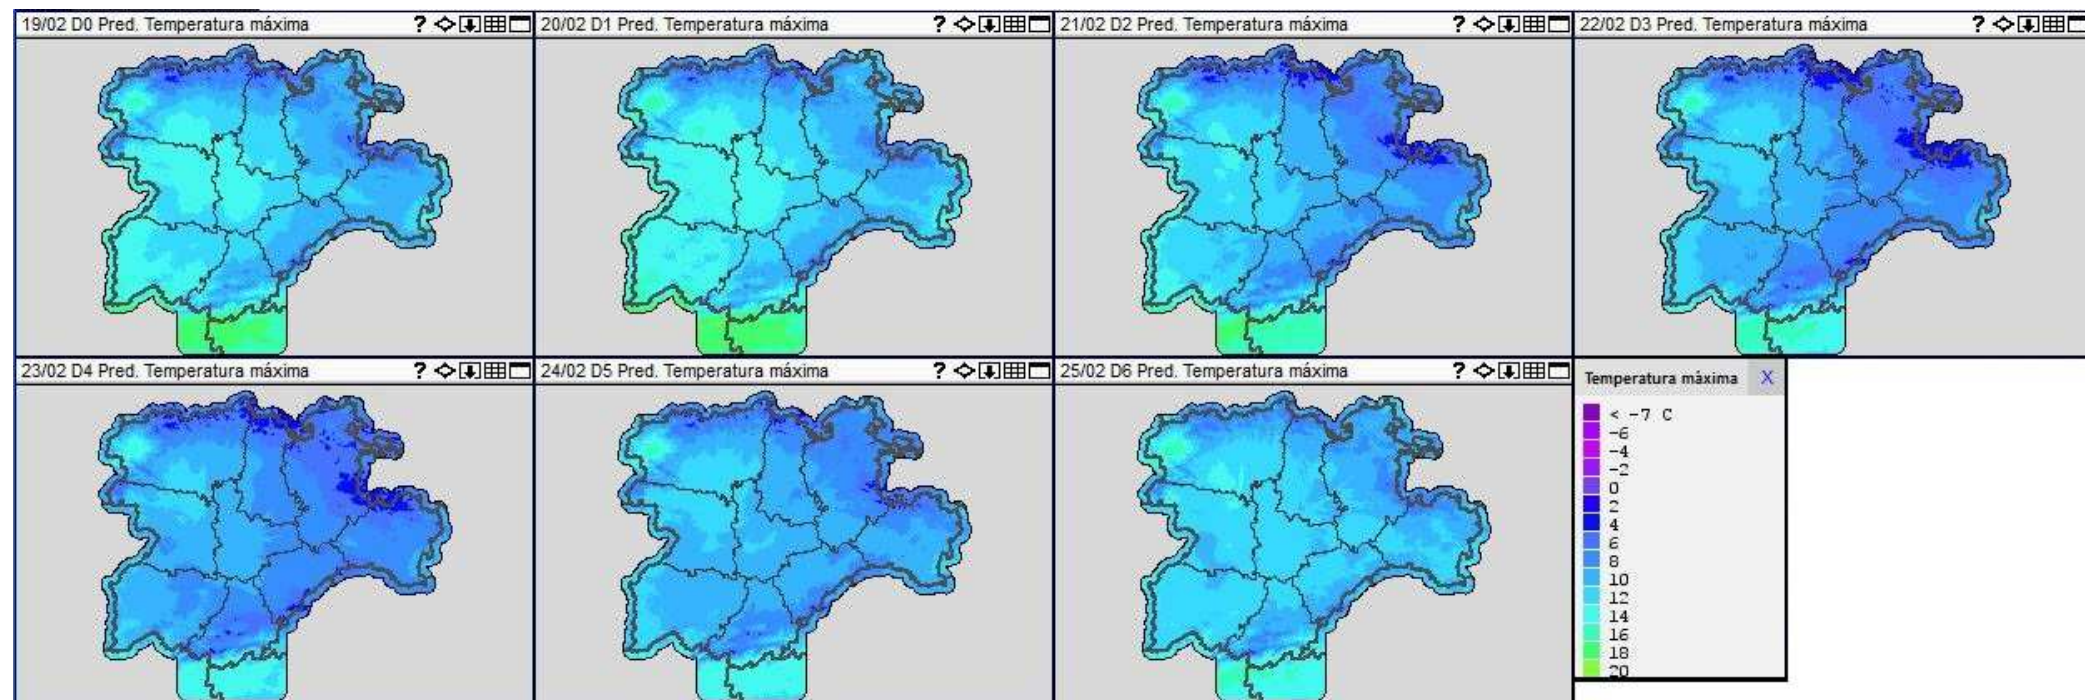 19/02 D0 Pred. Temperatura máxima ?
20/02 D1 Pred. Temperatura máxima ?
21/02 D2 Pred. Temperatura máxima ?
22/02 D3 Pred. Temperatura máxima ?
23/02 D4 Pred. Temperatura máxima ?
24/02 D5 Pred. Temperatura máxima ?
25/02 D6 Pred. Temperatura máxima ?
Temperatura máxima X
< -7 C
-6
-4
-2
0
2
4
6
8
10
12
14
16
18
20